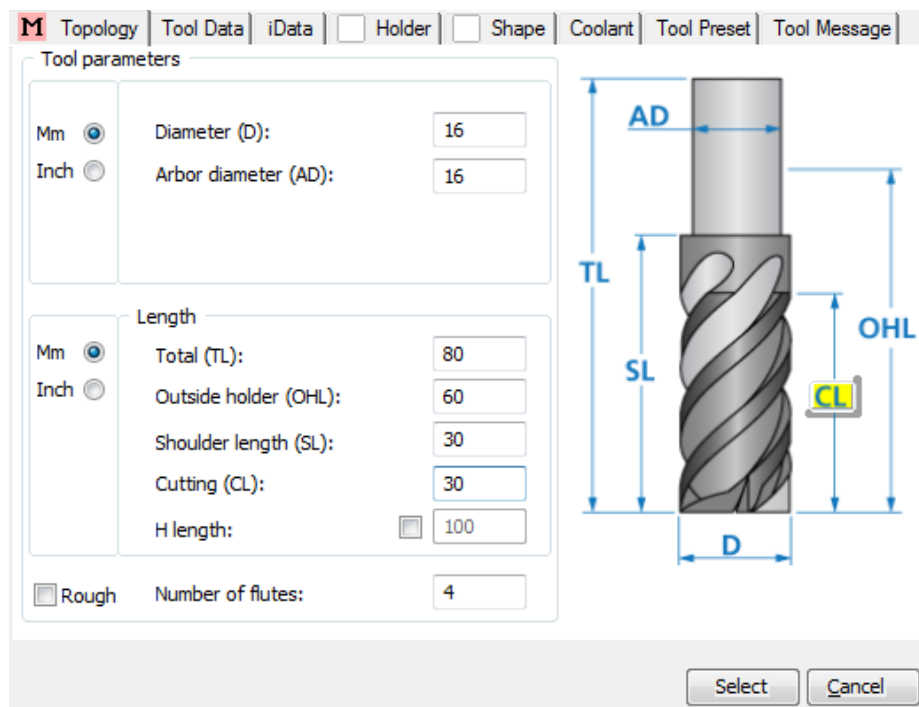 M Topology Tool Data iData Holder Shape Coolant Tool Preset Tool Message
Tool parameters
Mm
Inch
Diameter (D): 16
Arbor diameter (AD): 16
Length
Mm
Inch
Total (TL): 80
Outside holder (OHL): 60
Shoulder length (SL): 30
Cutting (CL): 30
H length: 100
Rough Number of flutes: 4
AD
TL
OHL
SL
CL
D
Select Cancel